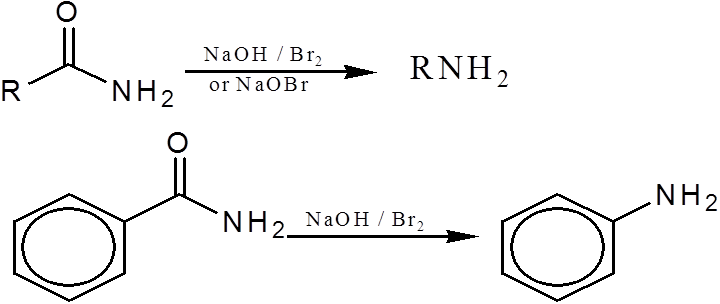 O
NaOH / Br2
R NH2 or NaOBr RNH2
O
NH2 NaOH / Br2 NH2